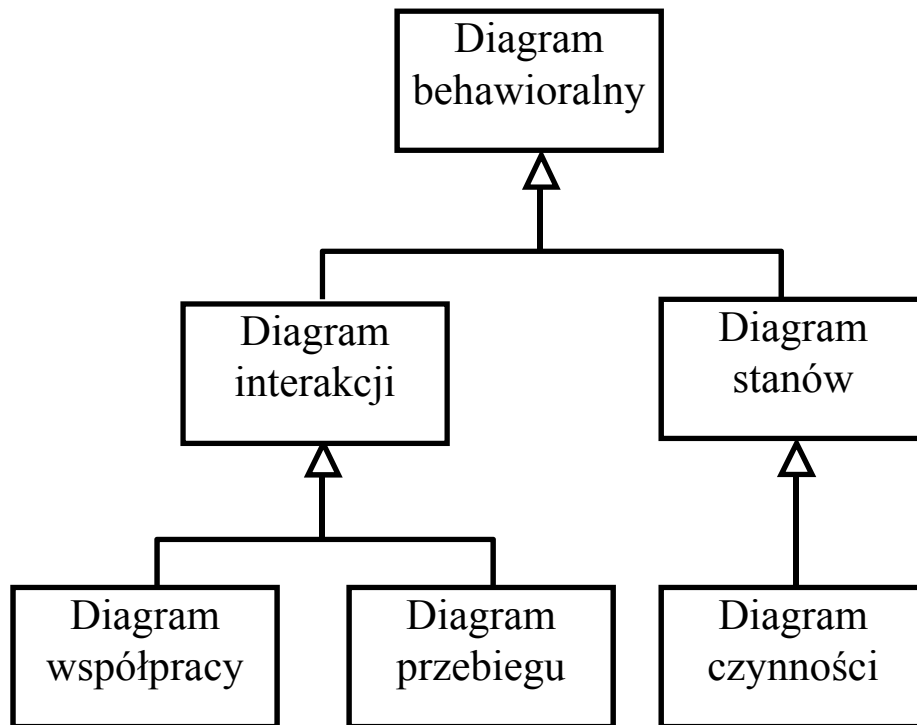 Diagram
behawioralny
Diagram
interakcji
Diagram
stanów
Diagram
współpracy
Diagram
przebiegu
Diagram
czynności